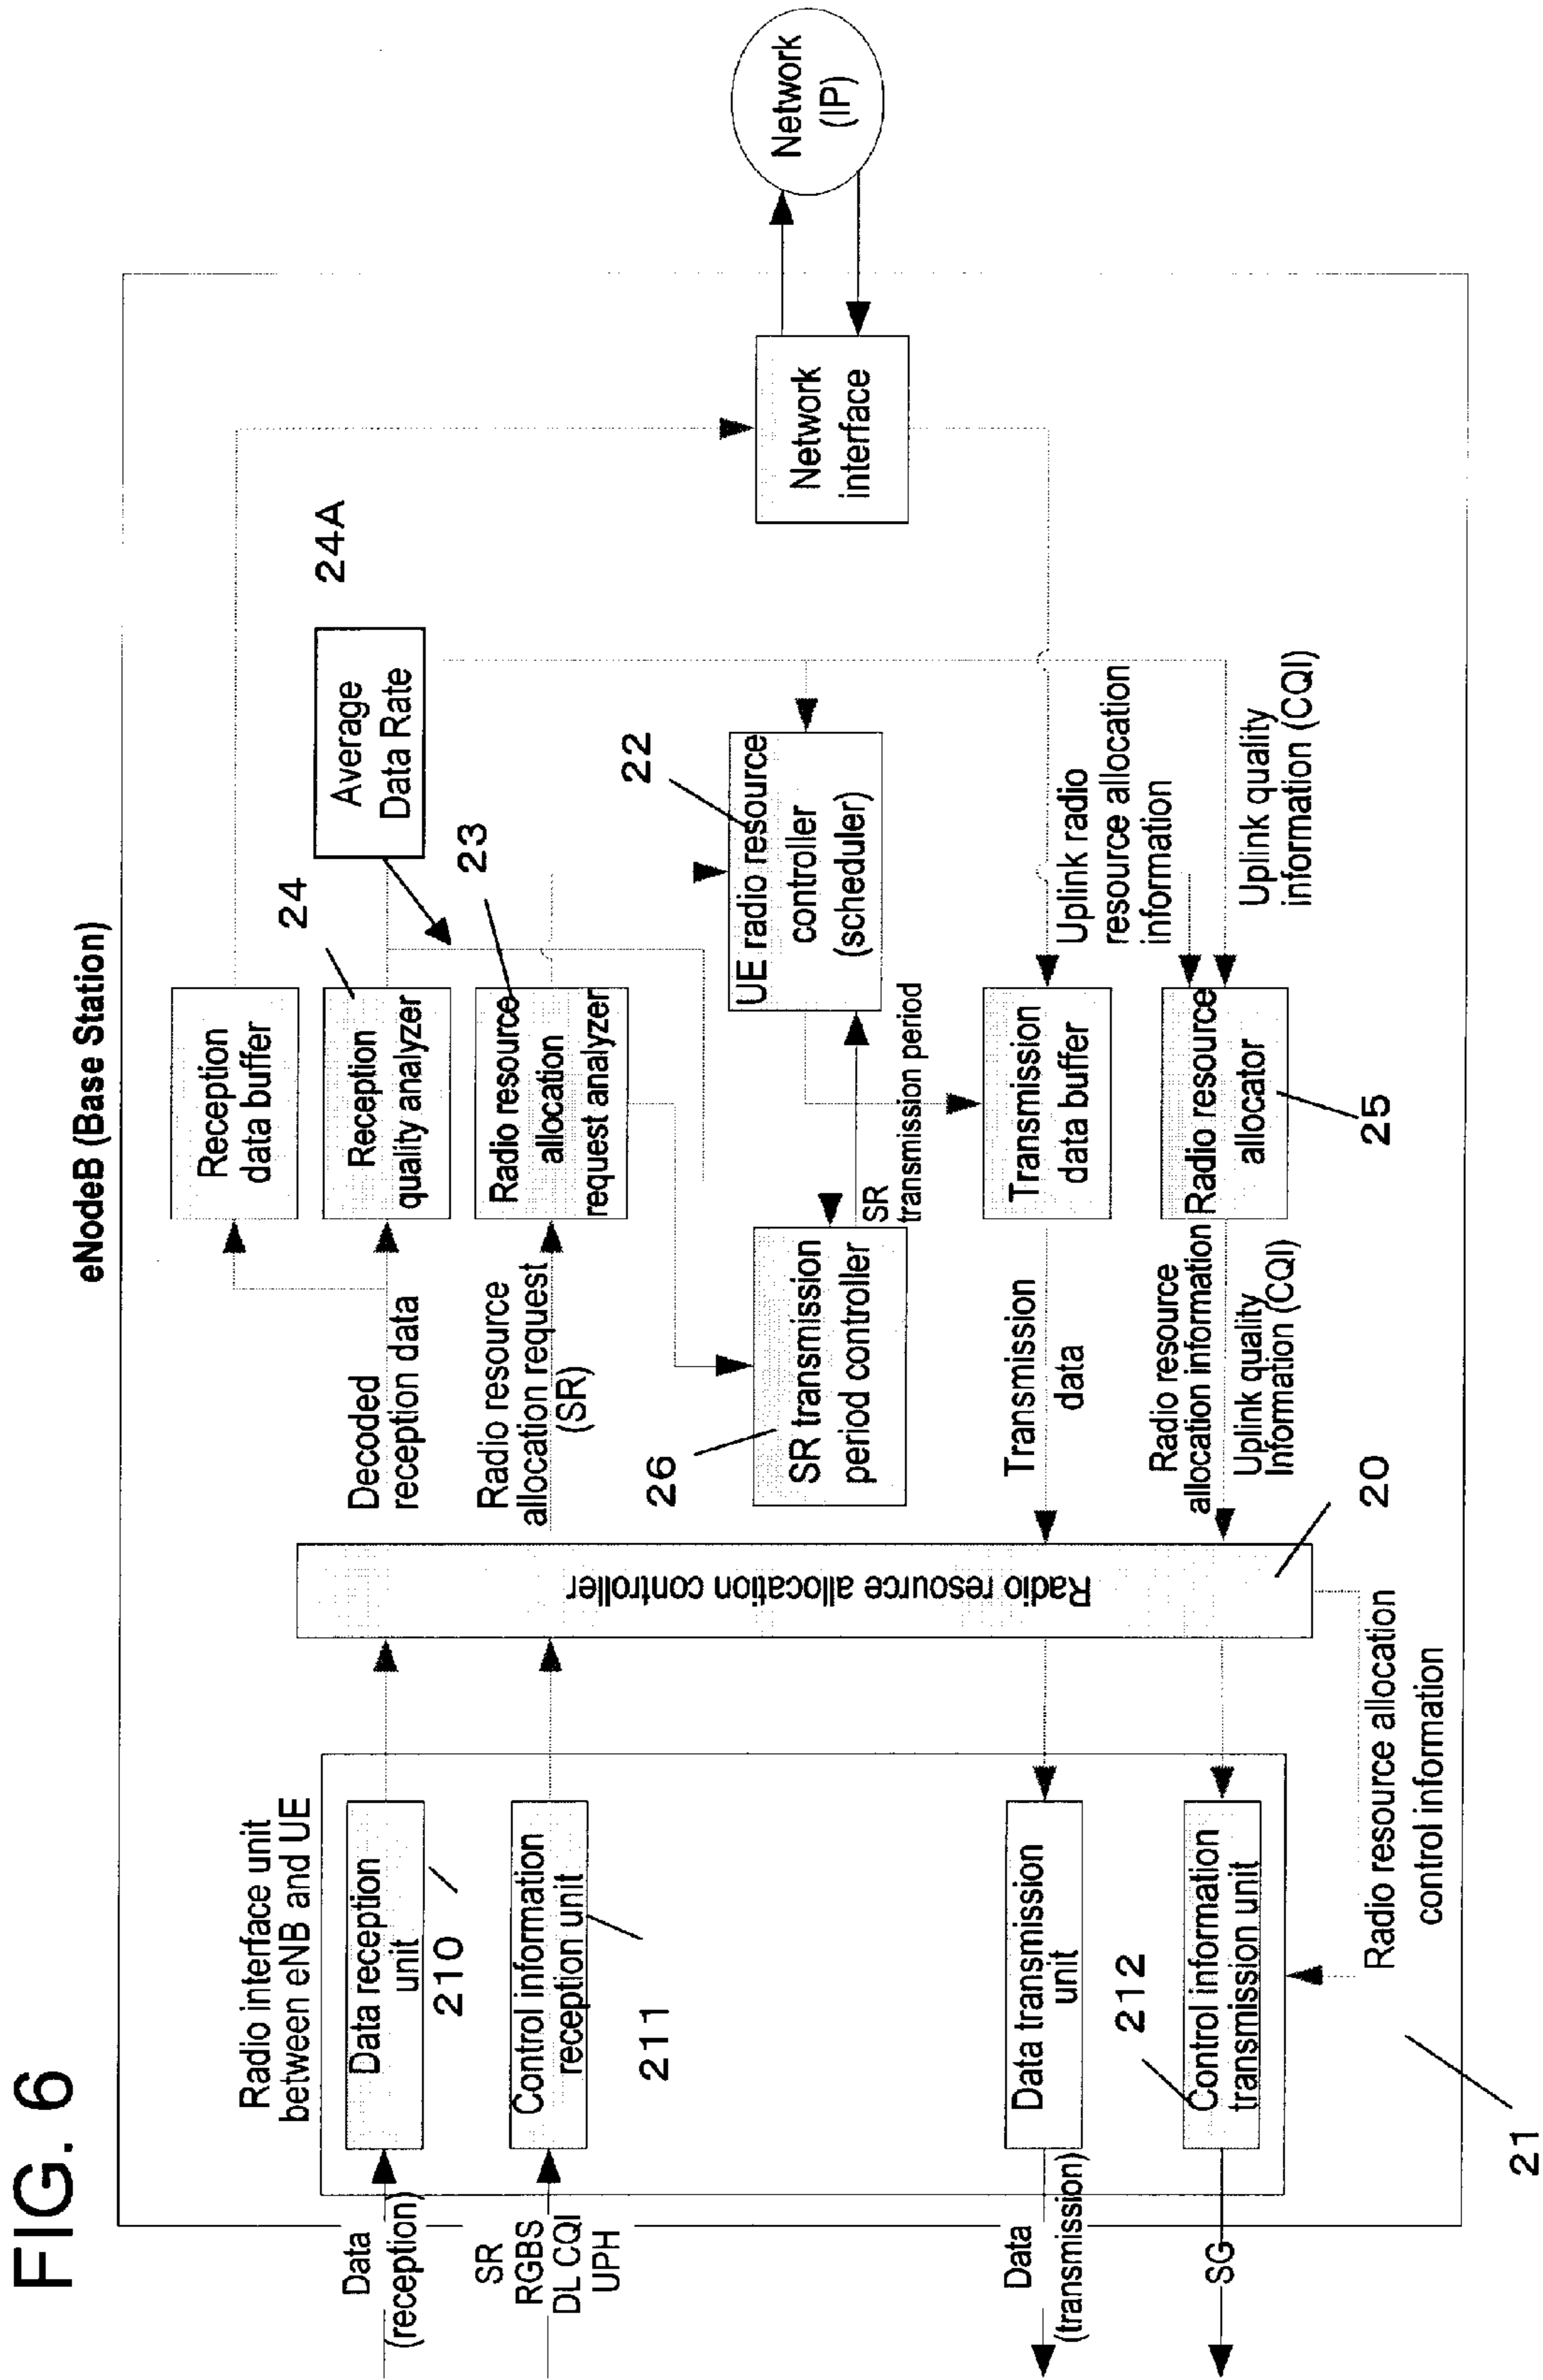 FIG. 6
eNodeB (Base Station)
Radio interface unit
between eNB and UE
Data
(reception)
Data reception
unit
210
SR
RGBS
DL CQI
UPH
Control information
reception unit
211
Data
(transmission)
Data transmission
unit
SG
212
Control information
transmission unit
21
Radio resource allocation
control information
Radio resource allocation controller
20
Decoded
reception data
Radio resource
allocation request
(SR)
Reception
data buffer
Reception
quality analyzer
24
Radio resource
allocation
request analyzer
23
Average
Data Rate
24A
26
SR transmission
period controller
SR
transmission period
UE radio resource
controller
(scheduler)
22
Transmission
data
Transmission
data buffer
Radio resource
allocation information
Uplink quality
Information (CQI)
Radio resource
allocator
25
Uplink radio
resource allocation
information
Uplink quality
information (CQI)
Network
interface
Network
(IP)